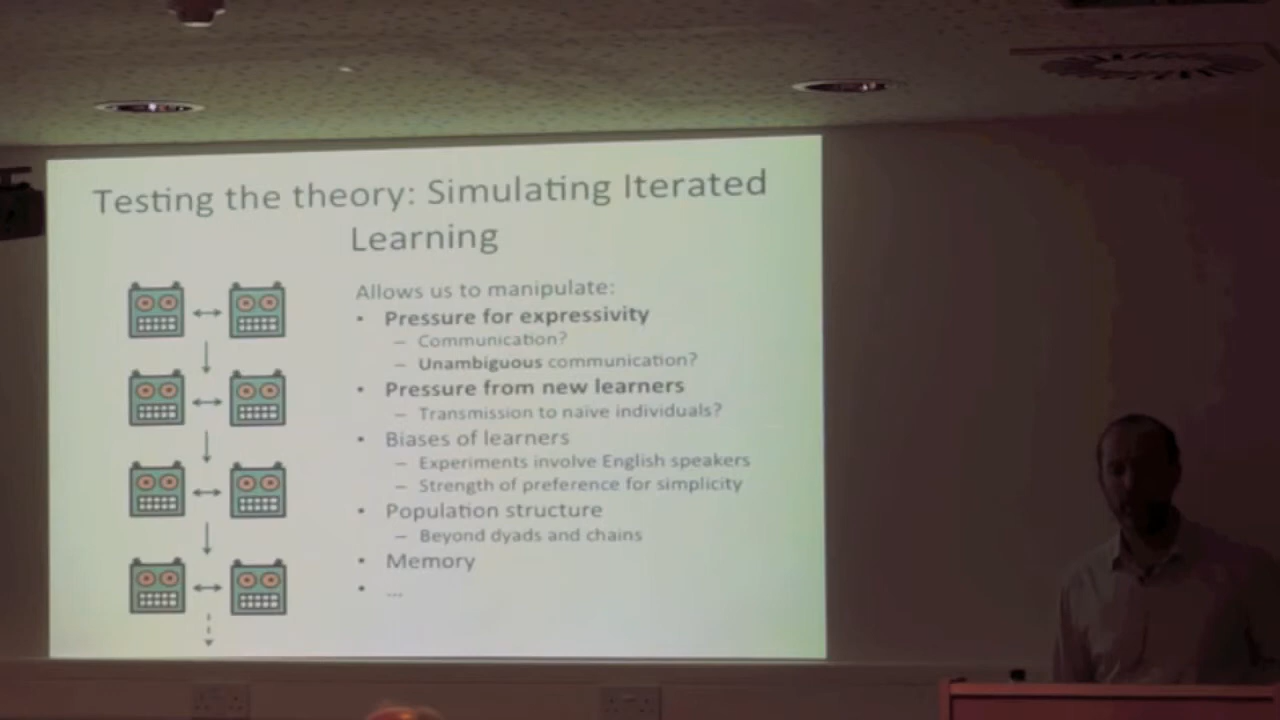 Testing the theory: Simulating Iterated
Learning
Allows us to manipulate:
• Pressure for expressivity
– Communication?
– Unambiguous communication?
• Pressure from new learners
– Transmission to naive individuals?
• Biases of learners
– Experiments involve English speakers
– Strength of preference for simplicity
• Population structure
– Beyond dyads and chains
• Memory
• ...